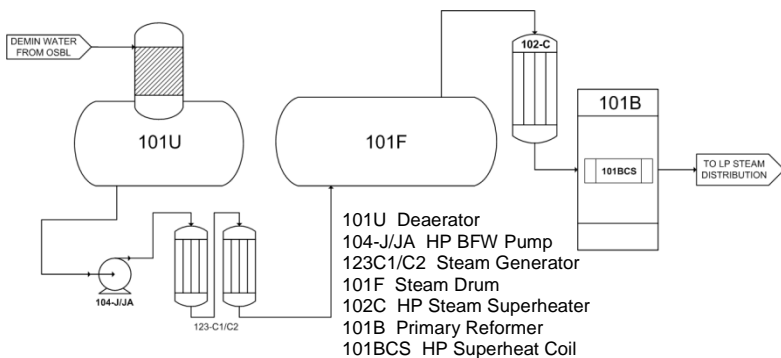 DEMIN WATER
FROM OSBL
101U
104-J/JA
123-C1/C2
101F
102-C
101B
101BCS
TO LP STEAM
DISTRIBUTION
101U Deaerator
104-J/JA HP BFW Pump
123C1/C2 Steam Generator
101F Steam Drum
102C HP Steam Superheater
101B Primary Reformer
101BCS HP Superheat Coil